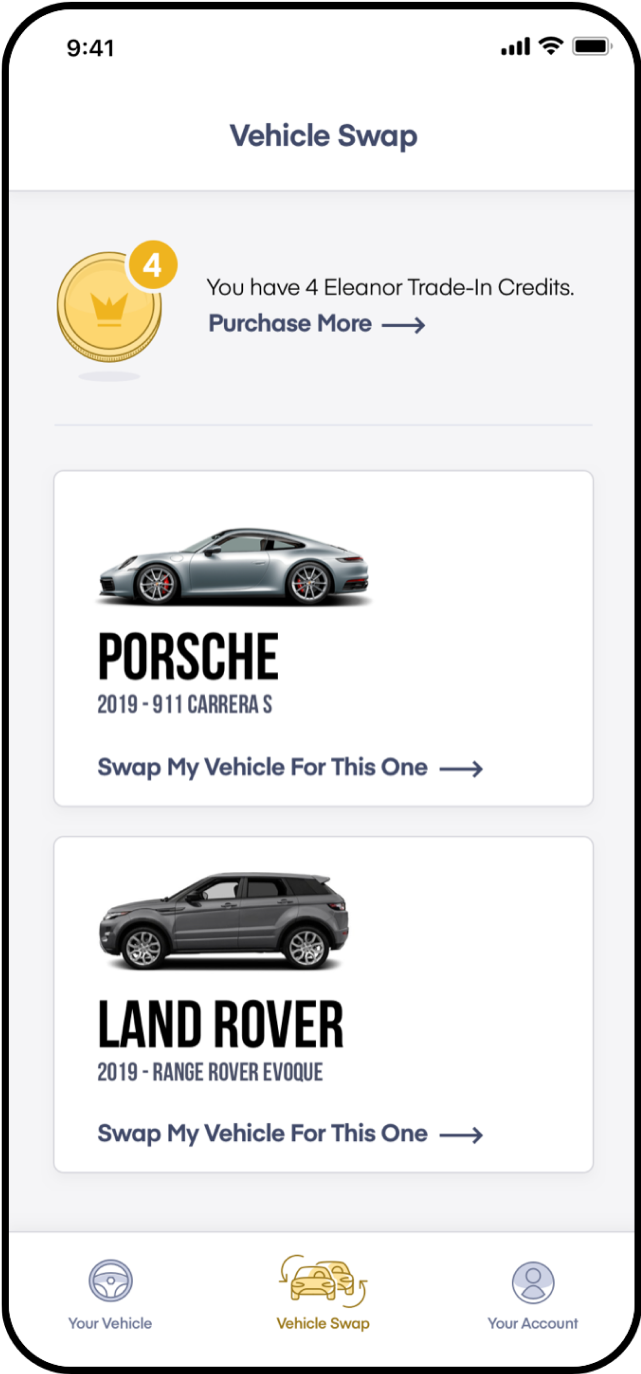 9:41
Vehicle Swap
4
You have 4 Eleanor Trade-In Credits.
Purchase More
PORSCHE
2019 - 911 CARRERA S
Swap My Vehicle For This One
LAND ROVER
2019 - RANGE ROVER EVOQUE
Swap My Vehicle For This One
Your Vehicle
Vehicle Swap
Your Account